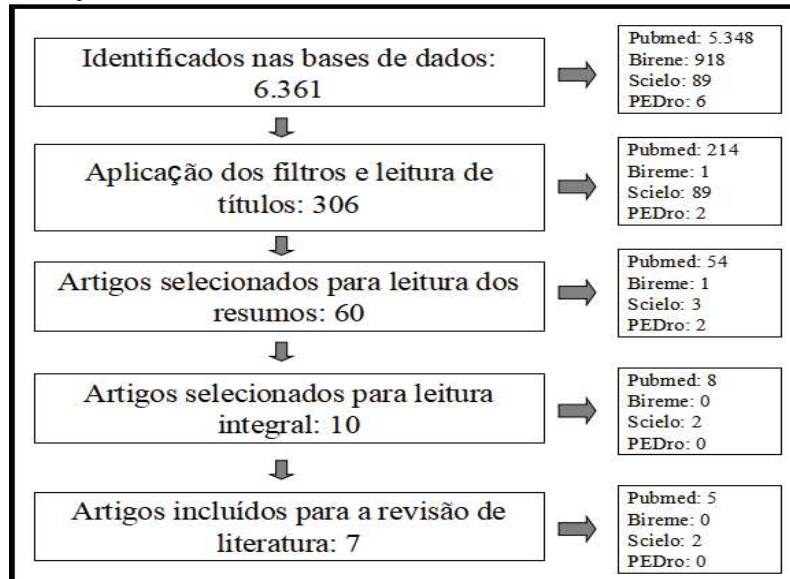 Identificados nas bases de dados:
6.361
Pubmed: 5.348
Birene: 918
Scielo: 89
PEDro: 6
Aplicação dos filtros e leitura de
títulos: 306
Pubmed: 214
Bireme: 1
Scielo: 89
PEDro: 2
Artigos selecionados para leitura dos
resumos: 60
Pubmed: 54
Bireme: 1
Scielo: 3
PEDro: 2
Artigos selecionados para leitura
integral: 10
Pubmed: 8
Bireme: 0
Scielo: 2
PEDro: 0
Artigos incluídos para a revisão de
literatura: 7
Pubmed: 5
Bireme: 0
Scielo: 2
PEDro: 0